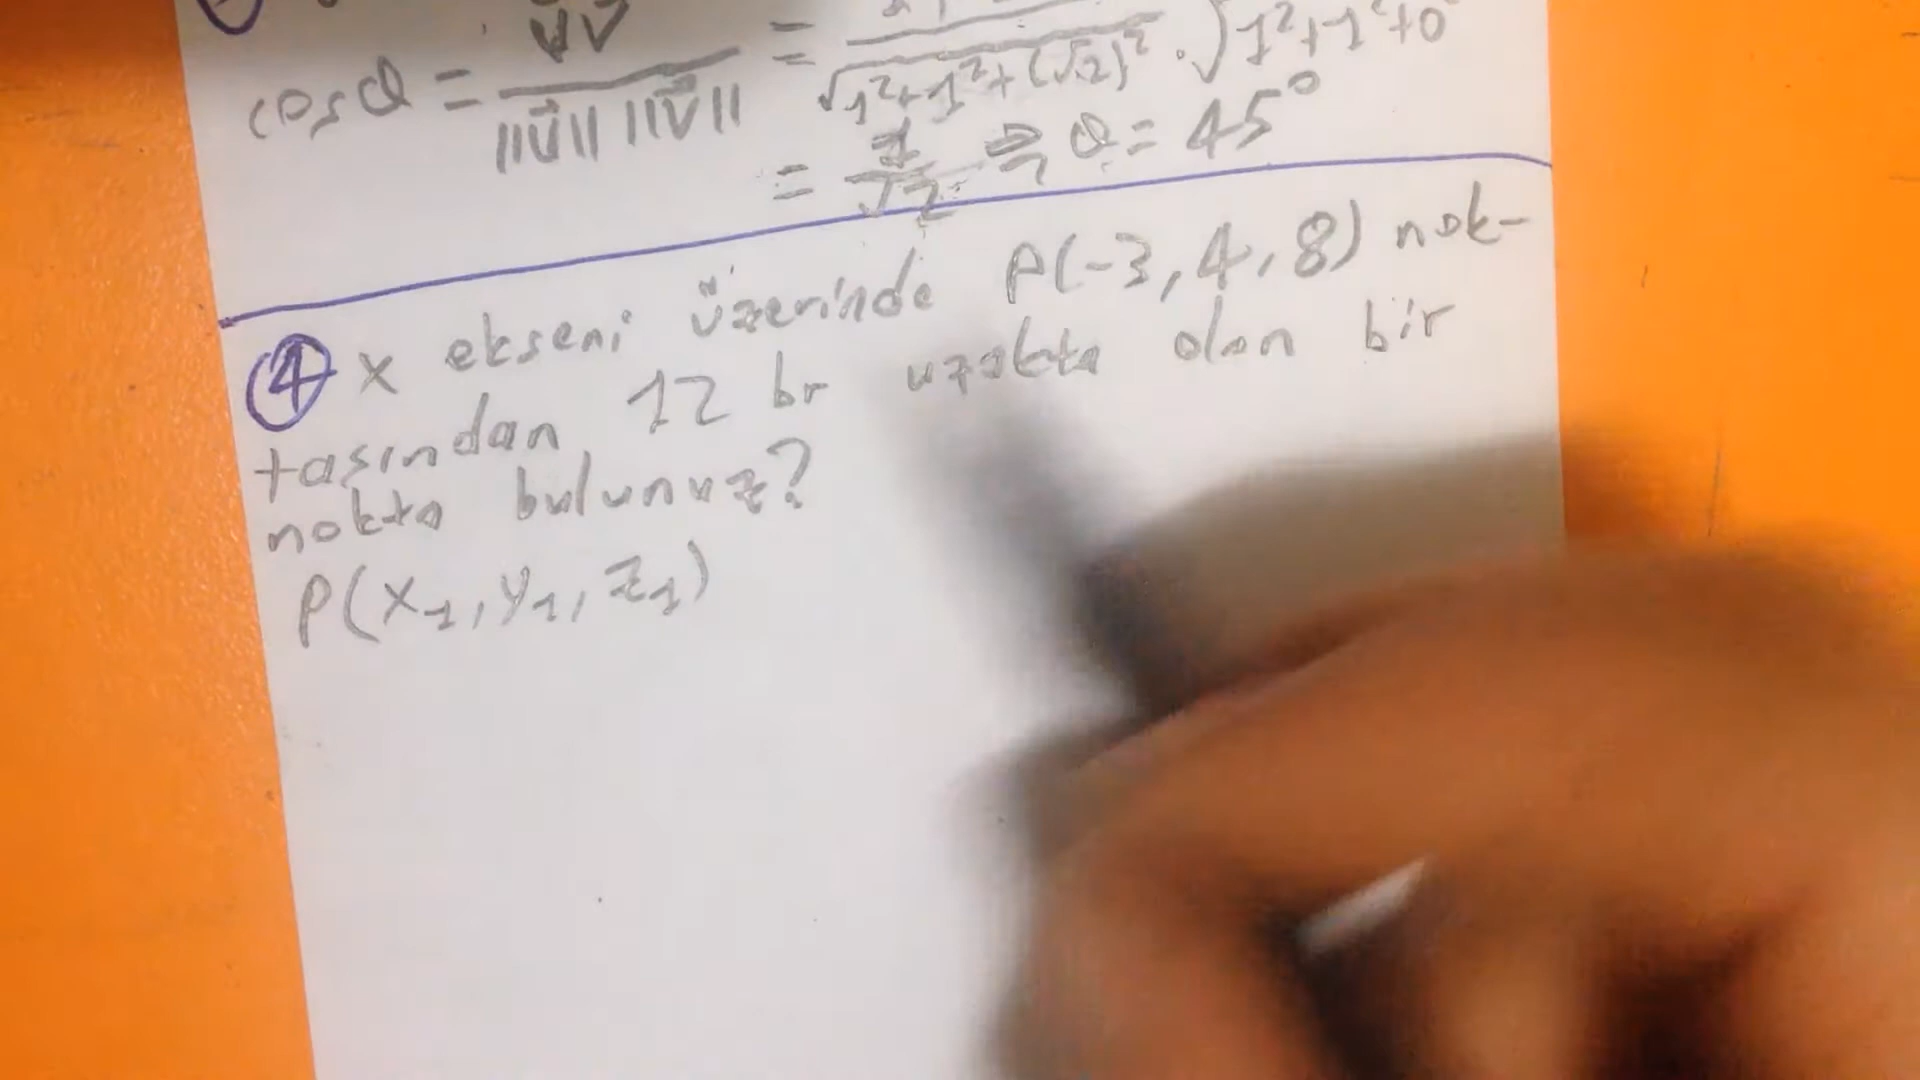 cosθ = u⃗v⃗ / ||u⃗|| ||v⃗|| = / √1²+1²+(√2)² . √1²+1²+0
= 1/√2 ⇒ θ = 45°
④ x ekseni üzerinde P(-3, 4, 8) nok-
tasından 12 br uzakta olan bir
nokta bulunuz?
P(x₁, y₁, z₁)